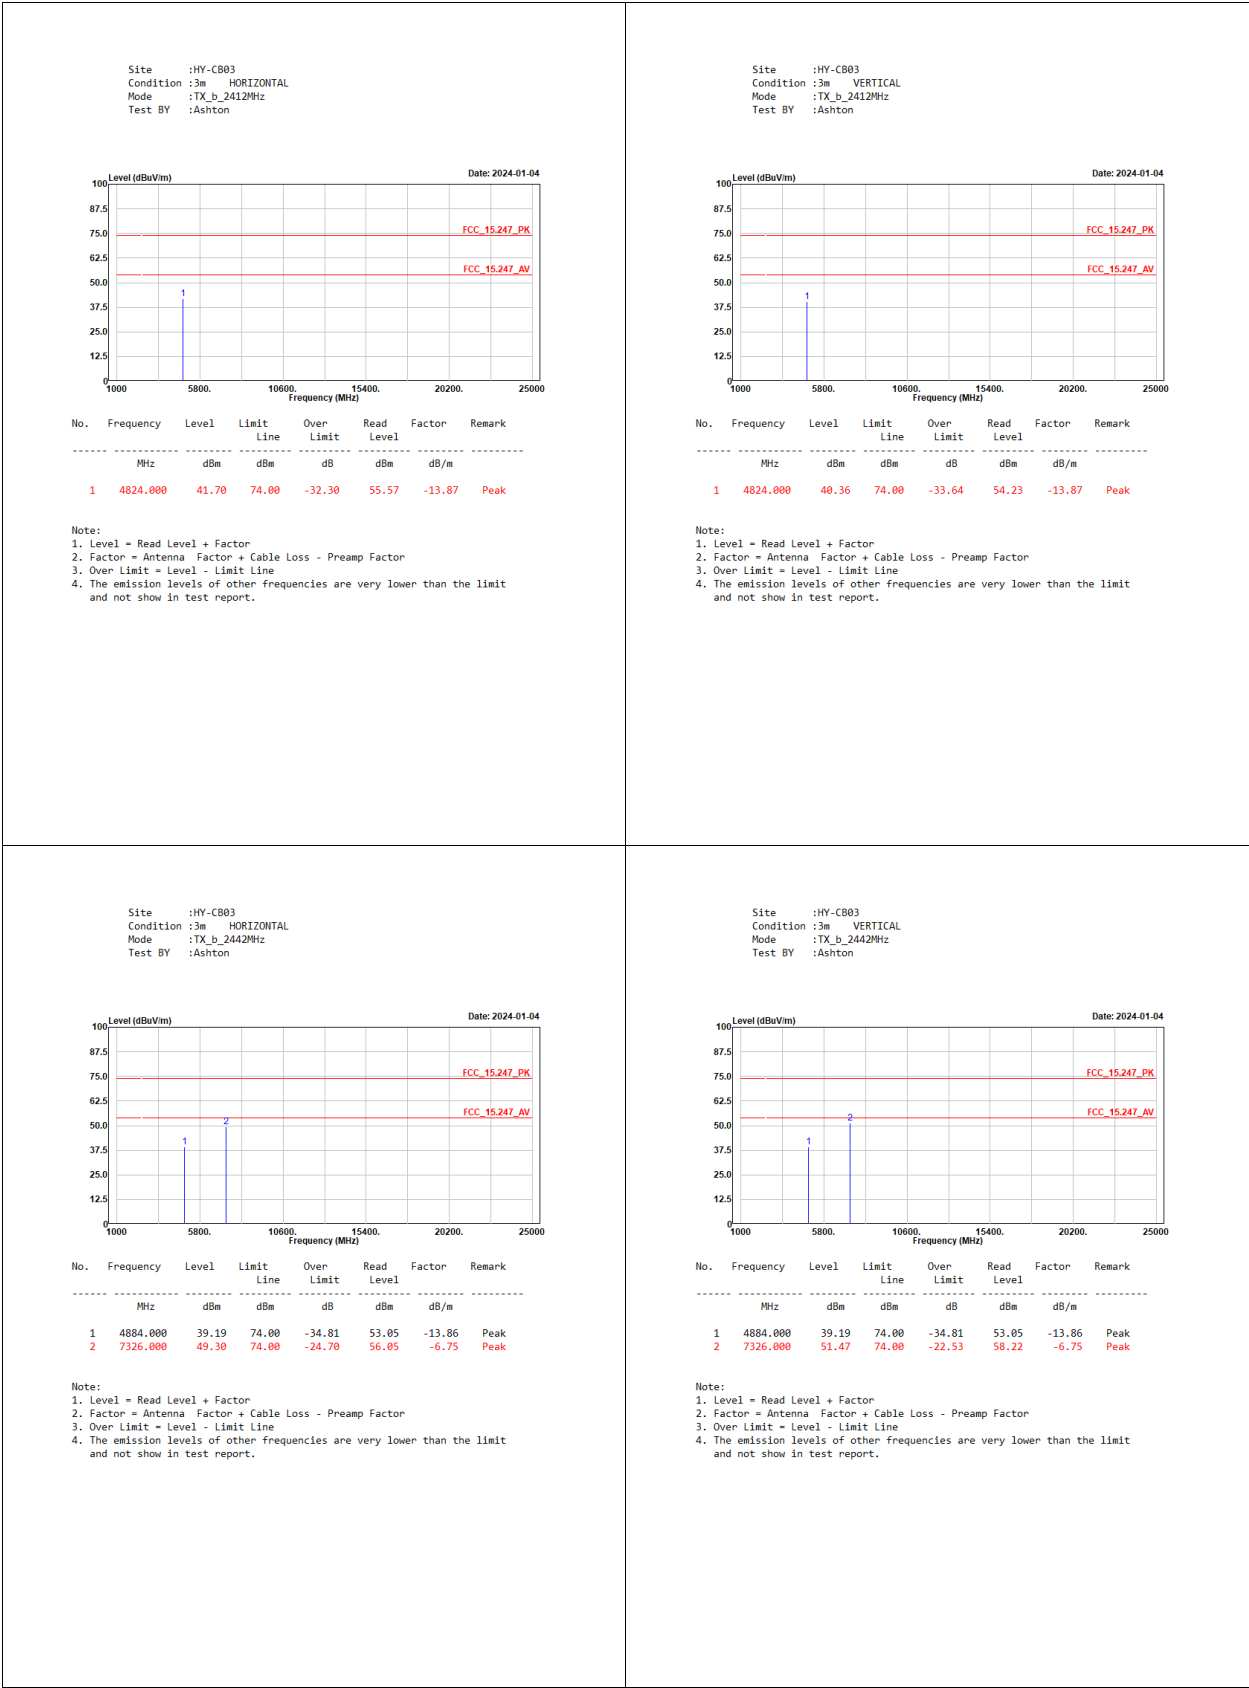 Site      :HY-CB03
Condition :3m    HORIZONTAL
Mode      :TX_b_2412MHz
Test BY   :Ashton
Level (dBuV/m)
Date: 2024-01-04
100
87.5
75.0
FCC_15.247_PK
62.5
FCC_15.247_AV
50.0
1
37.5
25.0
12.5
0
1000 5800. 10600. 15400. 20200. 25000
Frequency (MHz)
No. Frequency Level Limit Over Read Factor Remark
Line Limit Level
------ ----------- -------- -------- --------- -------- -------- ---------
MHz dBm dBm dB dBm dB/m
1 4824.000 41.70 74.00 -32.30 55.57 -13.87 Peak
Note:
1. Level = Read Level + Factor
2. Factor = Antenna  Factor + Cable Loss - Preamp Factor
3. Over Limit = Level - Limit Line
4. The emission levels of other frequencies are very lower than the limit
and not show in test report.
Site      :HY-CB03
Condition :3m    VERTICAL
Mode      :TX_b_2412MHz
Test BY   :Ashton
Level (dBuV/m)
Date: 2024-01-04
100
87.5
75.0
FCC_15.247_PK
62.5
FCC_15.247_AV
50.0
1
37.5
25.0
12.5
0
1000 5800. 10600. 15400. 20200. 25000
Frequency (MHz)
No. Frequency Level Limit Over Read Factor Remark
Line Limit Level
------ ----------- -------- -------- --------- -------- -------- ---------
MHz dBm dBm dB dBm dB/m
1 4824.000 40.36 74.00 -33.64 54.23 -13.87 Peak
Note:
1. Level = Read Level + Factor
2. Factor = Antenna  Factor + Cable Loss - Preamp Factor
3. Over Limit = Level - Limit Line
4. The emission levels of other frequencies are very lower than the limit
and not show in test report.
Site      :HY-CB03
Condition :3m    HORIZONTAL
Mode      :TX_b_2442MHz
Test BY   :Ashton
Level (dBuV/m)
Date: 2024-01-04
100
87.5
75.0
FCC_15.247_PK
62.5
FCC_15.247_AV
50.0
2
1
37.5
25.0
12.5
0
1000 5800. 10600. 15400. 20200. 25000
Frequency (MHz)
No. Frequency Level Limit Over Read Factor Remark
Line Limit Level
------ ----------- -------- -------- --------- -------- -------- ---------
MHz dBm dBm dB dBm dB/m
1 4884.000 39.19 74.00 -34.81 53.05 -13.86 Peak
2 7326.000 49.30 74.00 -24.70 56.05 -6.75 Peak
Note:
1. Level = Read Level + Factor
2. Factor = Antenna  Factor + Cable Loss - Preamp Factor
3. Over Limit = Level - Limit Line
4. The emission levels of other frequencies are very lower than the limit
and not show in test report.
Site      :HY-CB03
Condition :3m    VERTICAL
Mode      :TX_b_2442MHz
Test BY   :Ashton
Level (dBuV/m)
Date: 2024-01-04
100
87.5
75.0
FCC_15.247_PK
62.5
FCC_15.247_AV
2
50.0
1
37.5
25.0
12.5
0
1000 5800. 10600. 15400. 20200. 25000
Frequency (MHz)
No. Frequency Level Limit Over Read Factor Remark
Line Limit Level
------ ----------- -------- -------- --------- -------- -------- ---------
MHz dBm dBm dB dBm dB/m
1 4884.000 39.19 74.00 -34.81 53.05 -13.86 Peak
2 7326.000 51.47 74.00 -22.53 58.22 -6.75 Peak
Note:
1. Level = Read Level + Factor
2. Factor = Antenna  Factor + Cable Loss - Preamp Factor
3. Over Limit = Level - Limit Line
4. The emission levels of other frequencies are very lower than the limit
and not show in test report.